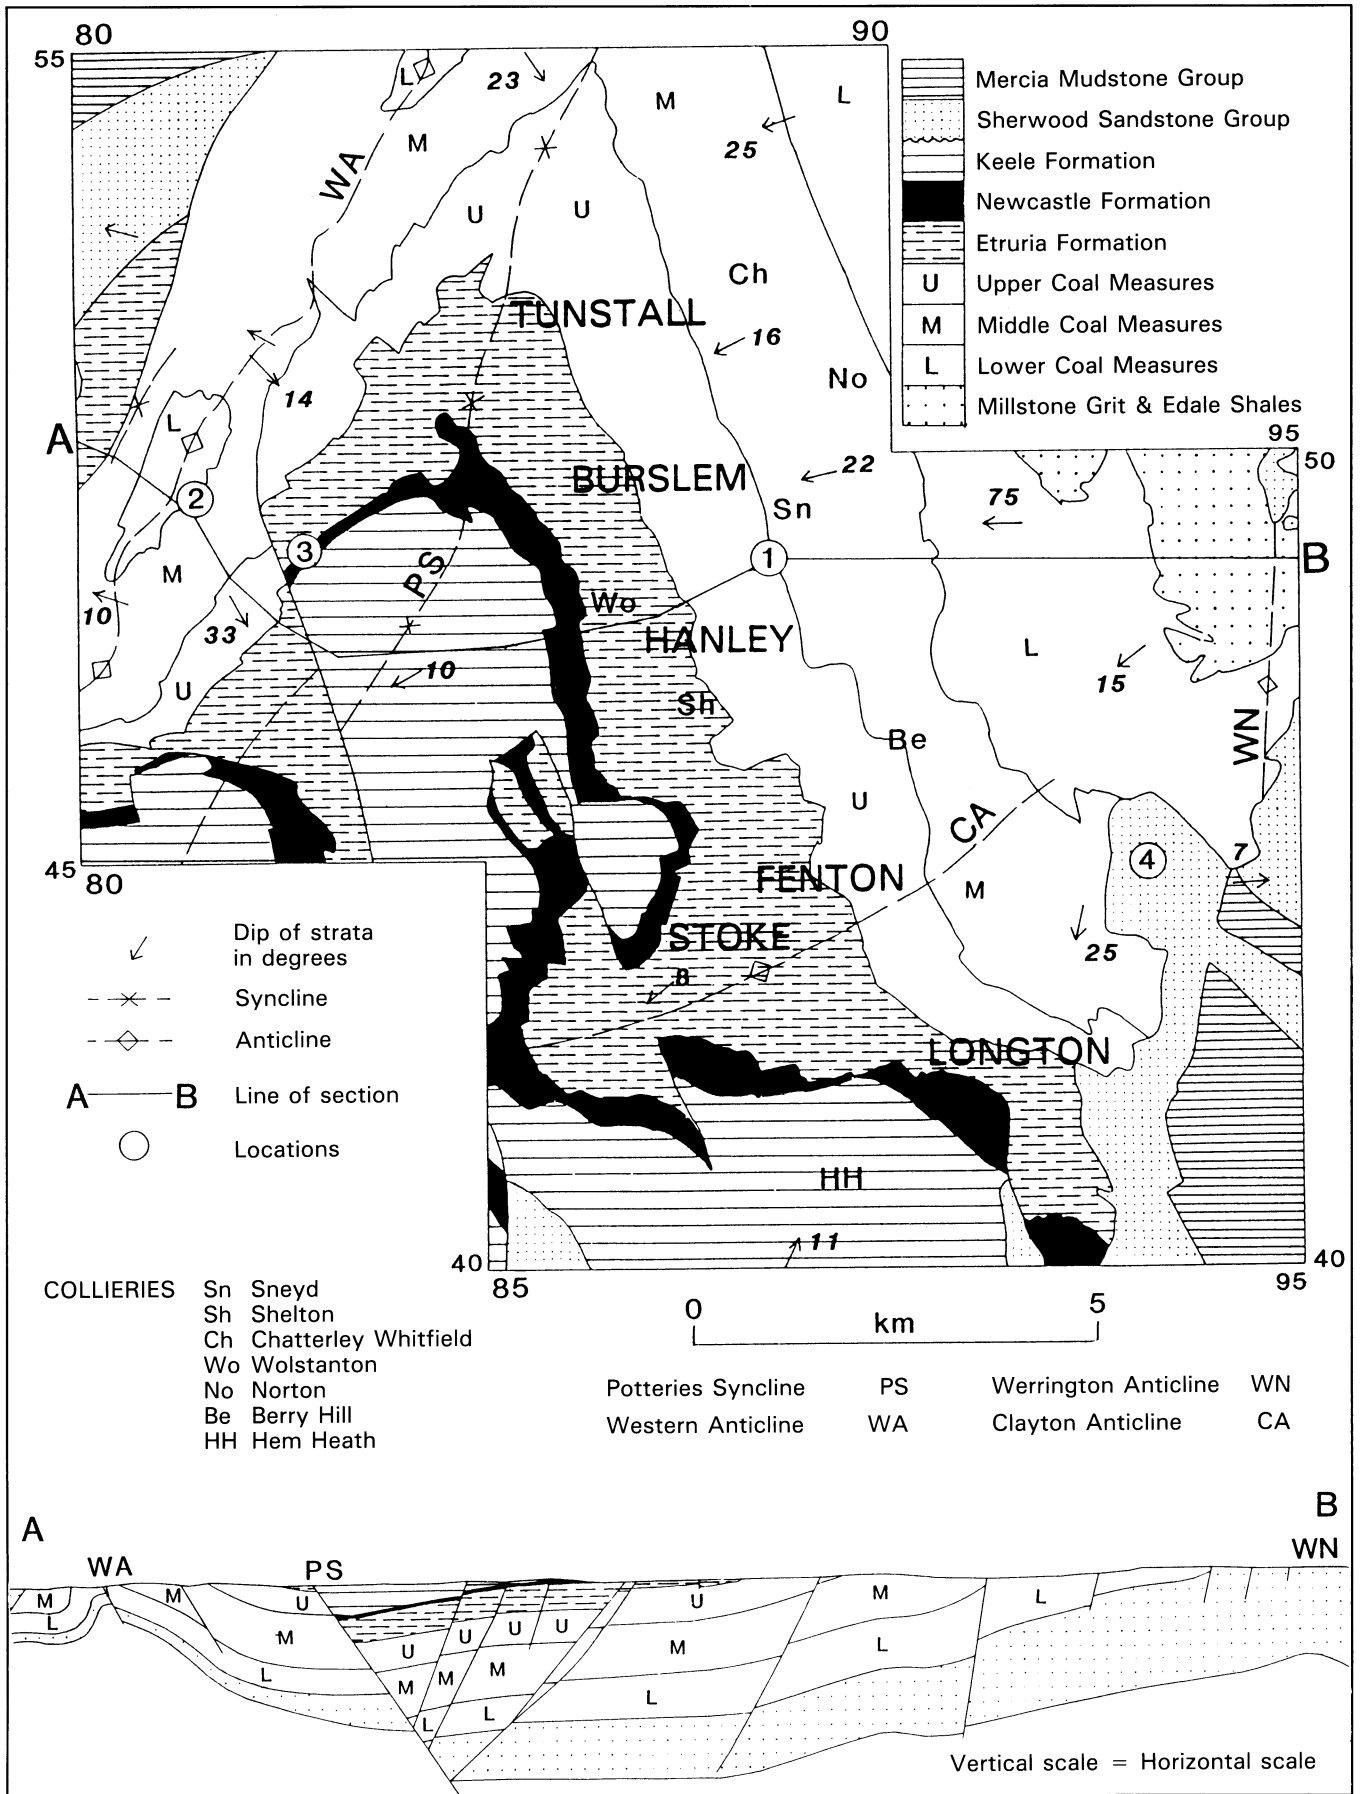 80
90
55
L
23
M
L
M
25
WA
U
U
Ch
TUNSTALL
16
No
14
L
A
BURSLEM
22
95
50
75
2
Sn
3
1
B
PS
M
Wo
10
33
HANLEY
L
10
15
U
Sh
WN
Be
U
CA
45
80
FENTON
M
4
7
STOKE
25
8
LONGTON
HH
11
40
40
85
95
Mercia Mudstone Group
Sherwood Sandstone Group
Keele Formation
Newcastle Formation
Etruria Formation
U Upper Coal Measures
M Middle Coal Measures
L Lower Coal Measures
Millstone Grit & Edale Shales
Dip of strata
in degrees
Syncline
Anticline
A B Line of section
Locations
COLLIERIES Sn Sneyd
Sh Shelton
Ch Chatterley Whitfield
Wo Wolstanton
No Norton
Be Berry Hill
HH Hem Heath
0 5
km
Potteries Syncline PS Werrington Anticline WN
Western Anticline WA Clayton Anticline CA
A B
WA PS WN
M M U U M L
L M U U U U
L M M M M L
L L L
Vertical scale = Horizontal scale